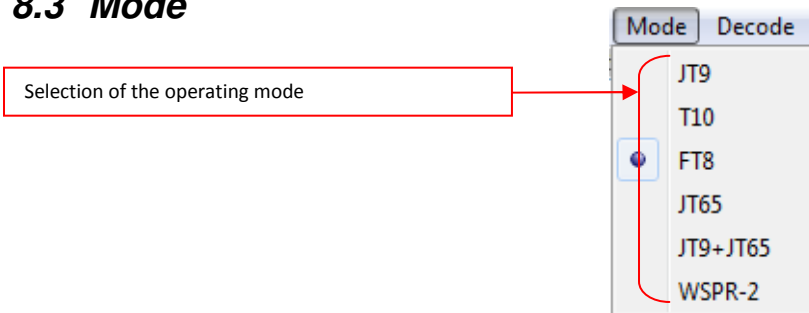 8.3 Mode
Mode Decode
Selection of the operating mode
JT9
T10
FT8
JT65
JT9+JT65
WSPR-2